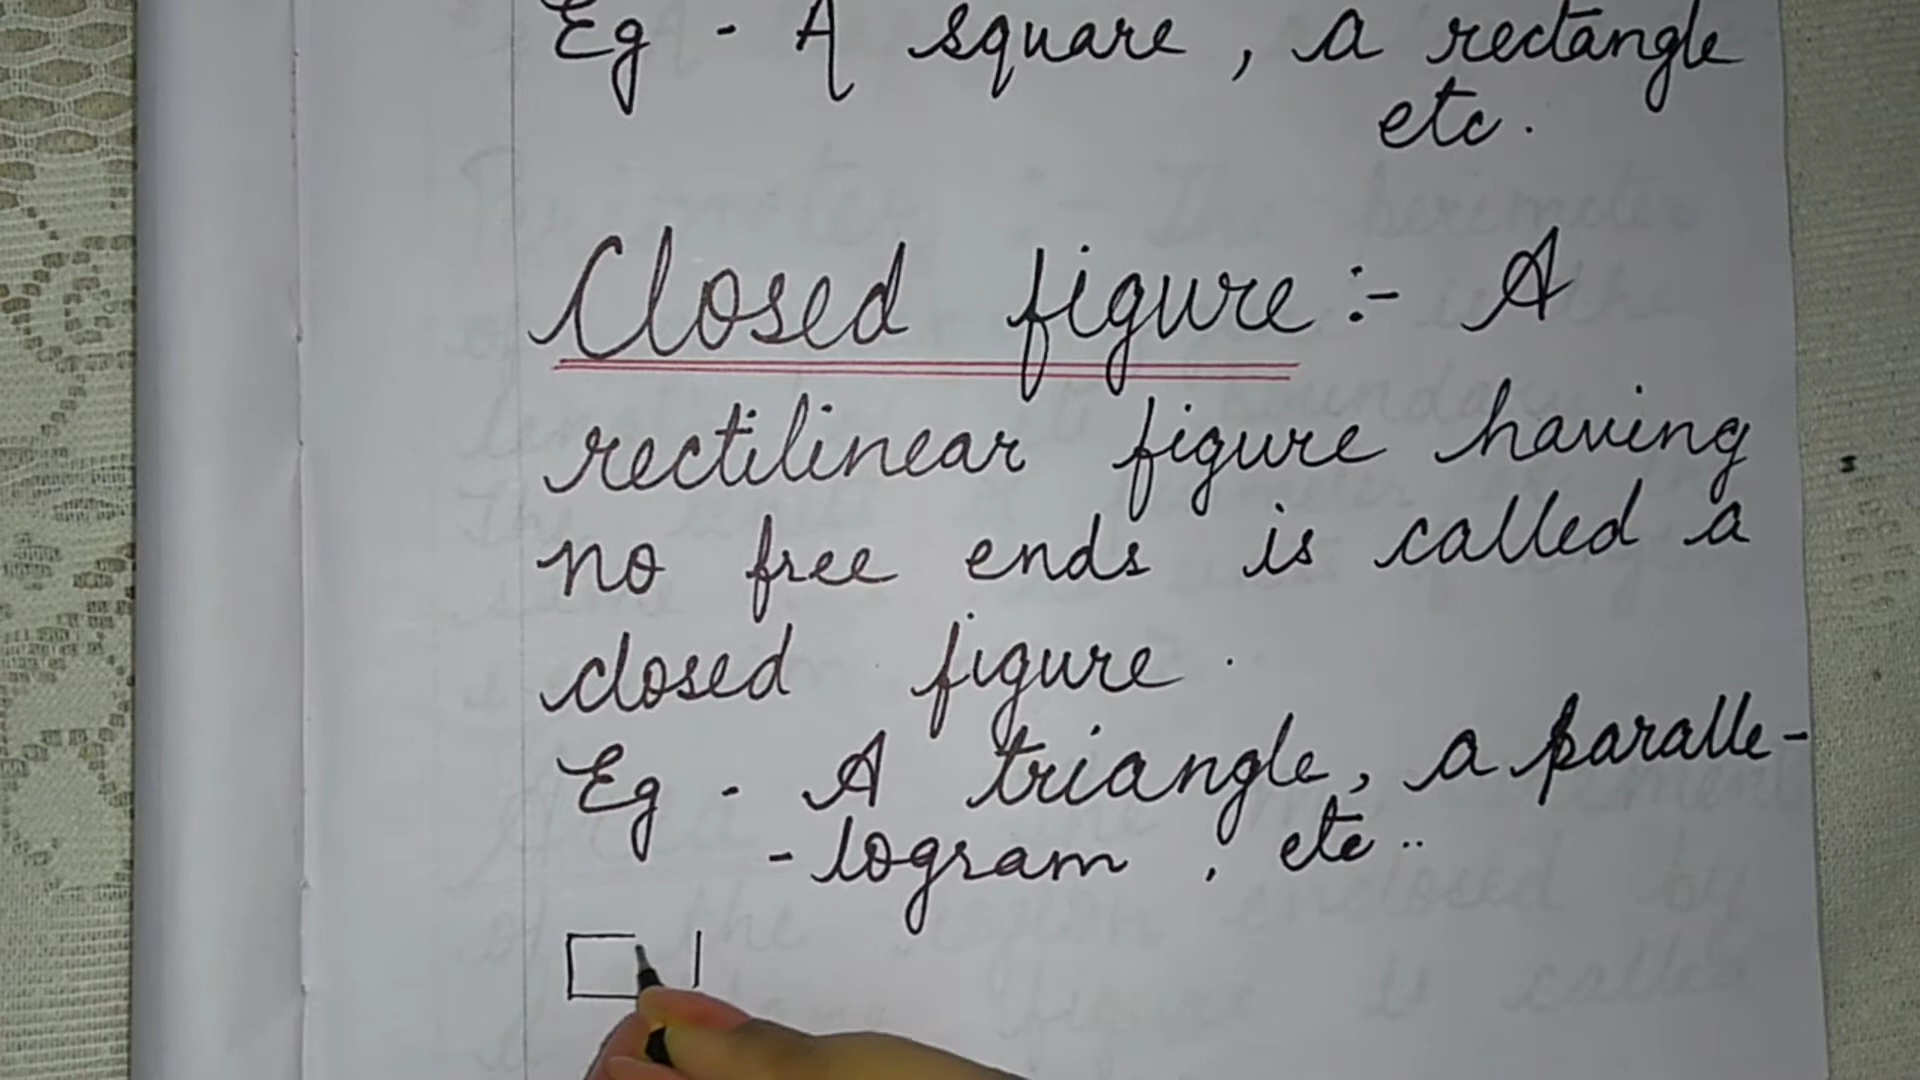 Eg - A square, a rectangle
etc.
Closed figure :- A
rectilinear figure having
no free ends is called a
closed figure.
Eg - A triangle, a paralle-
-logram, etc..